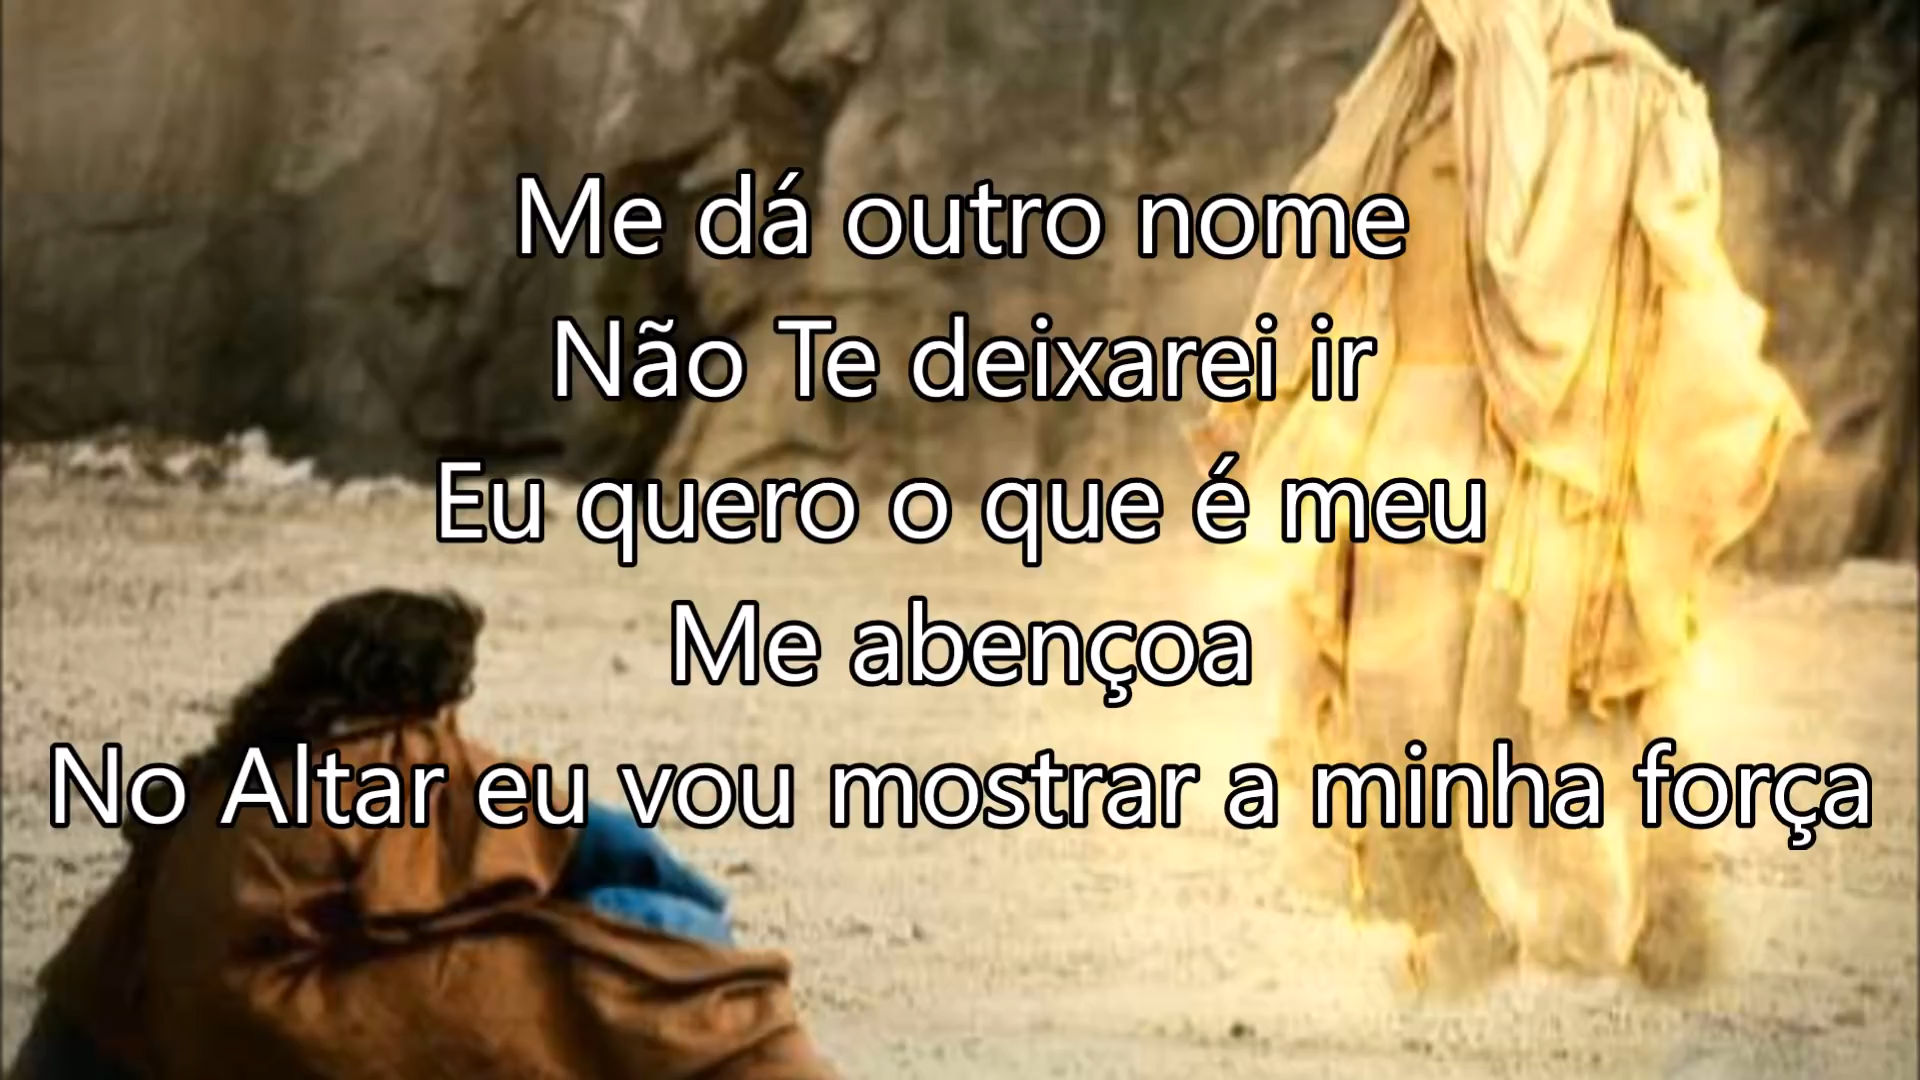 Me dá outro nome
Não Te deixarei ir
Eu quero o que é meu
Me abençoa
No Altar eu vou mostrar a minha força